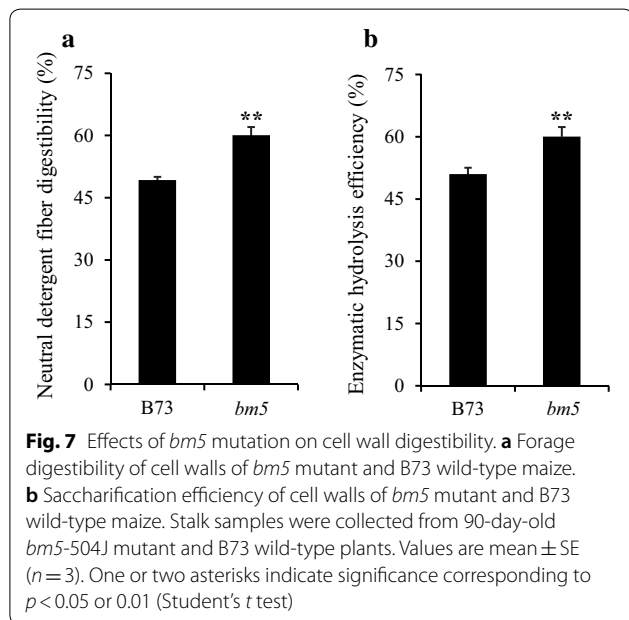 a
b
Neutral detergent fiber digestibility (%)
75
60
45
30
15
0
**
B73
bm5
Enzymatic hydrolysis efficiency (%)
75
60
45
30
15
0
**
B73
bm5
Fig. 7 Effects of bm5 mutation on cell wall digestibility. a Forage
digestibility of cell walls of bm5 mutant and B73 wild-type maize.
b Saccharification efficiency of cell walls of bm5 mutant and B73
wild-type maize. Stalk samples were collected from 90-day-old
bm5-504J mutant and B73 wild-type plants. Values are mean ± SE
(n = 3). One or two asterisks indicate significance corresponding to
p < 0.05 or 0.01 (Student's t test)